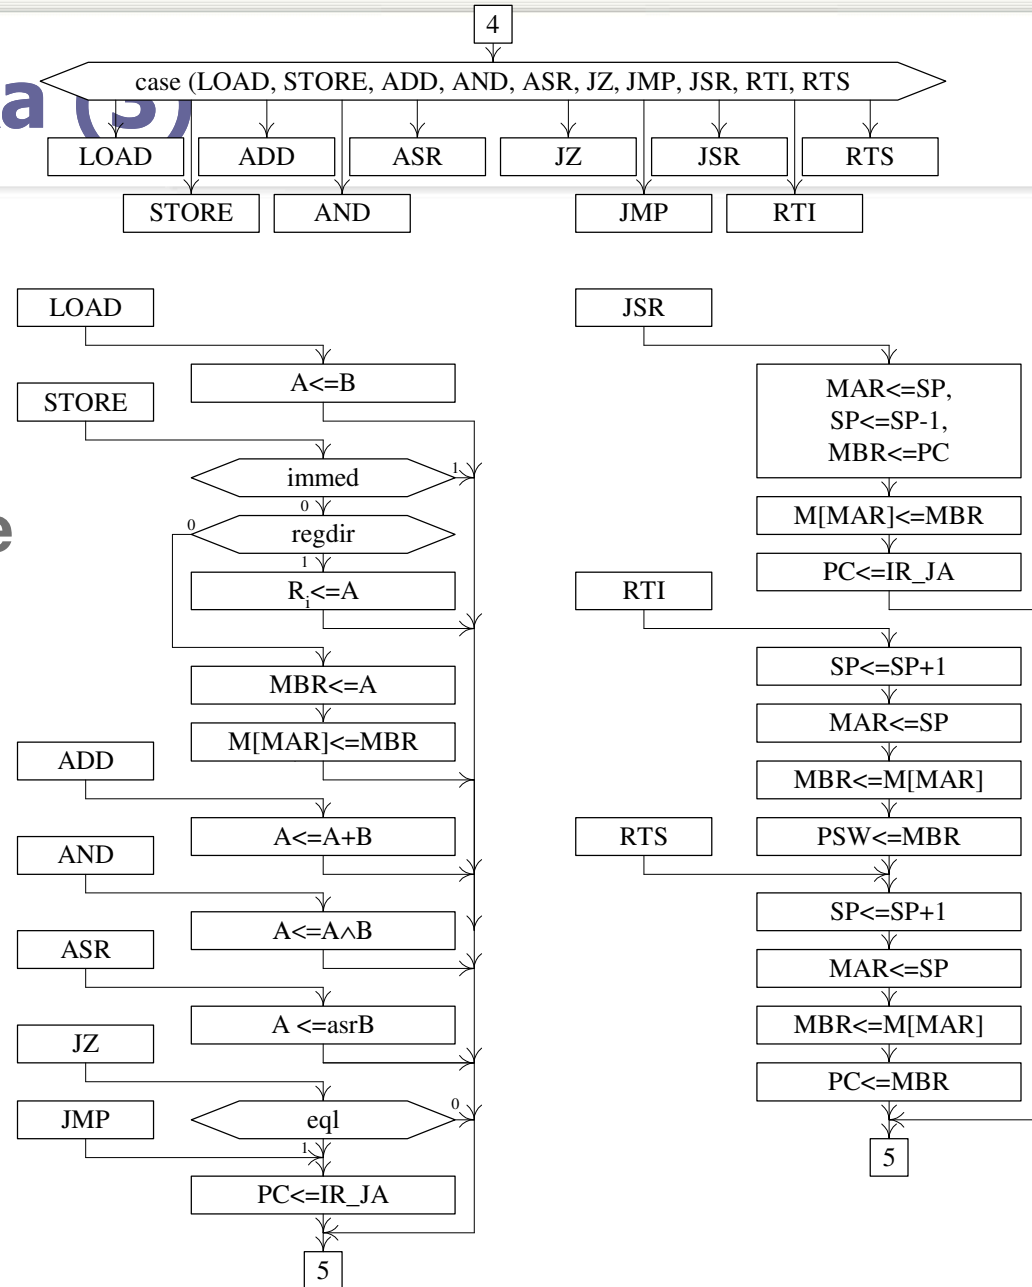 4
a (3)
case (LOAD, STORE, ADD, AND, ASR, JZ, JMP, JSR, RTI, RTS
LOAD ADD ASR JZ JSR RTS
STORE AND JMP RTI
LOAD
A<=B
STORE
immed
1
0
e
regdir
0
1
Rᵢ<=A
MBR<=A
M[MAR]<=MBR
ADD
A<=A+B
AND
A<=A∧B
ASR
A <=asrB
JZ
eql
0
JMP
1
PC<=IR_JA
5
JSR
MAR<=SP,
SP<=SP-1,
MBR<=PC
M[MAR]<=MBR
PC<=IR_JA
RTI
SP<=SP+1
MAR<=SP
MBR<=M[MAR]
PSW<=MBR
RTS
SP<=SP+1
MAR<=SP
MBR<=M[MAR]
PC<=MBR
5